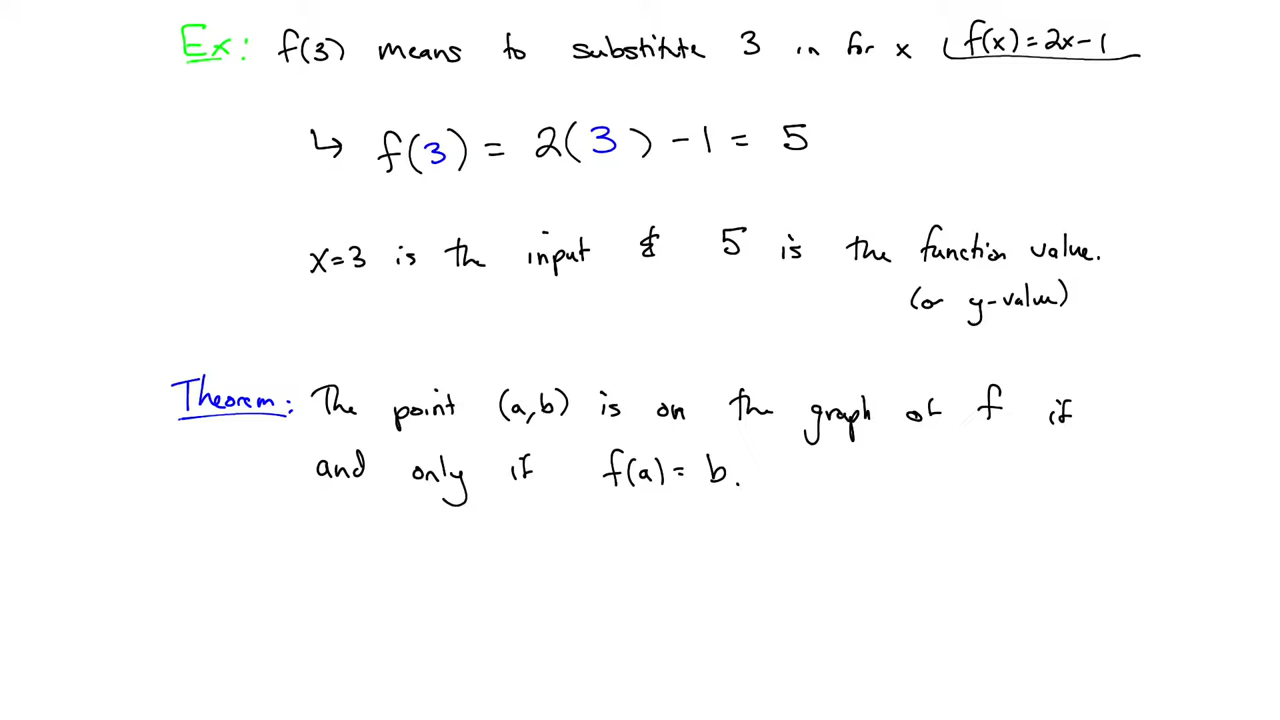 Ex: f(3) means to substitute 3 in for x f(x) = 2x - 1
↳ f(3) = 2(3) - 1 = 5
x = 3 is the input & 5 is the function value.
(or y-value)
Theorem: The point (a,b) is on the graph of f if
and only if f(a) = b.